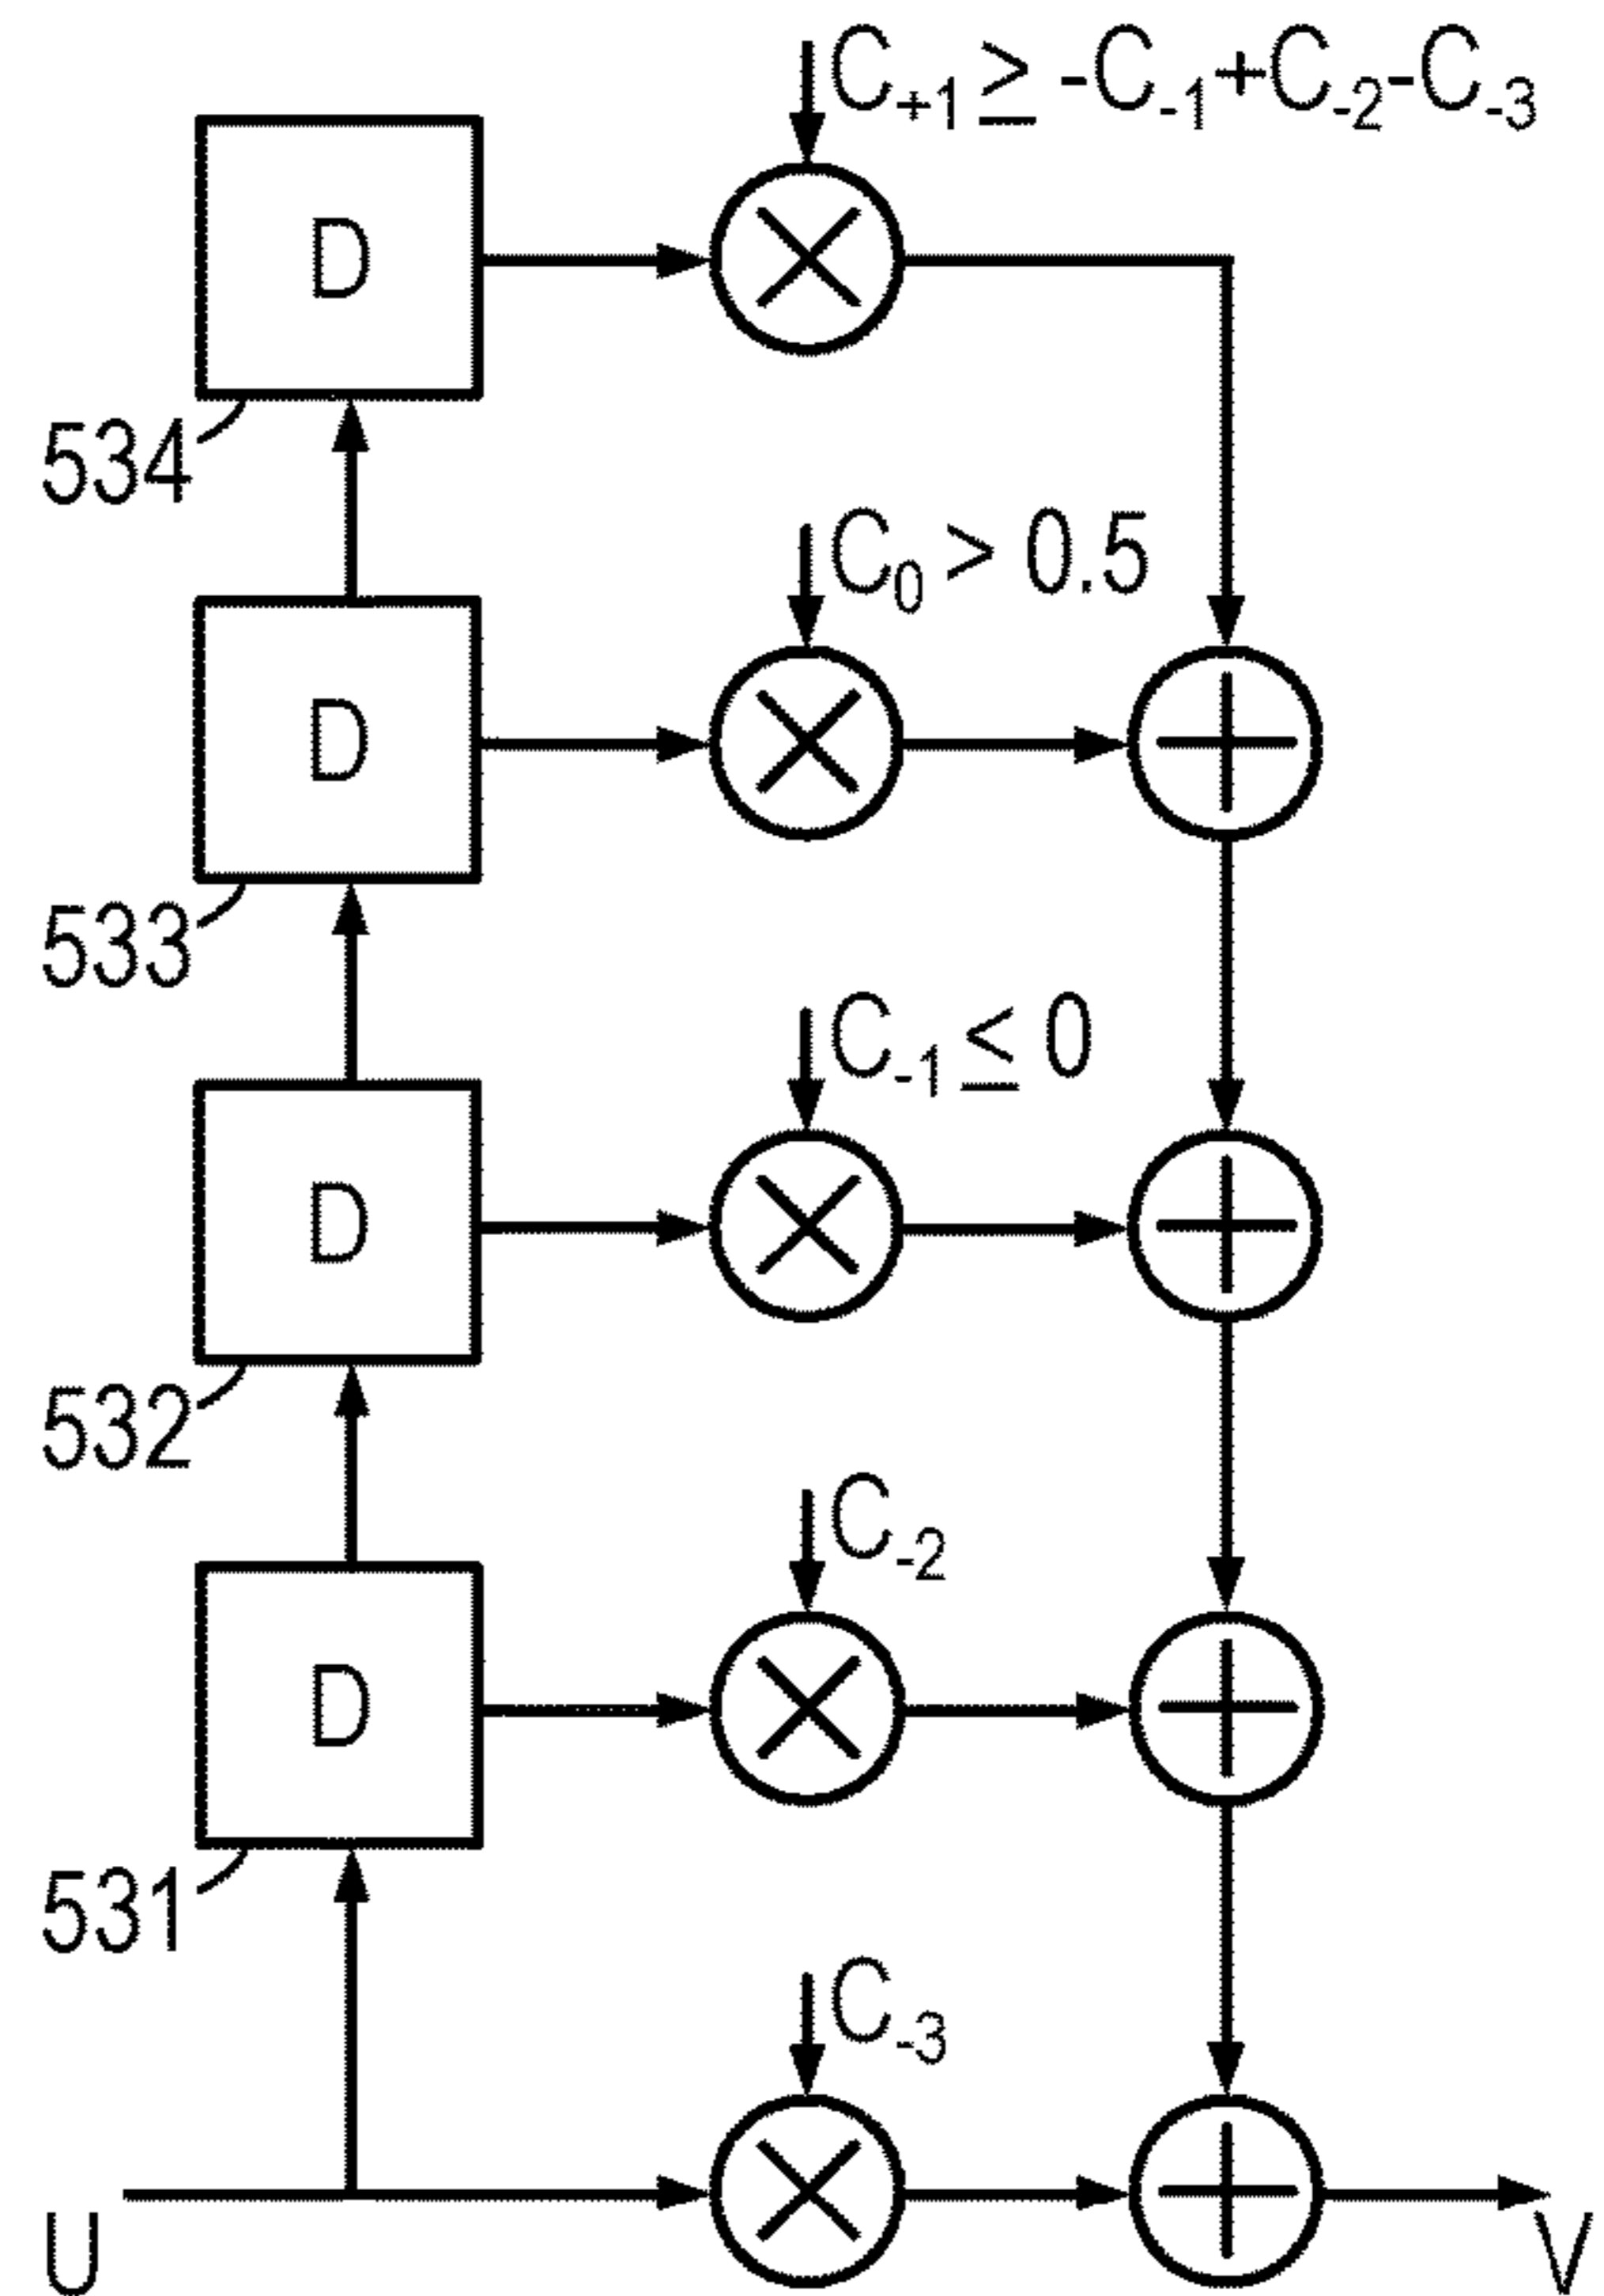 C+1 ≥ -C-1+C-2-C-3
D
534
C0 > 0.5
D
533
C-1 ≤ 0
D
532
C-2
D
531
C-3
U
V